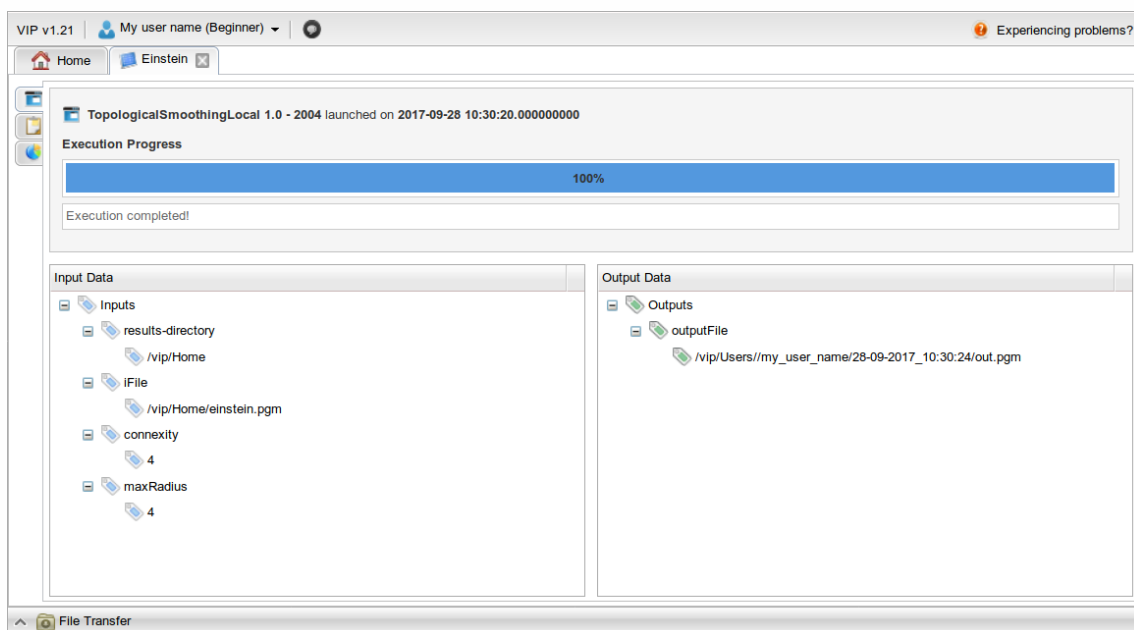 VIP v1.21 My user name (Beginner) Experiencing problems?
Home Einstein
TopologicalSmoothingLocal 1.0 - 2004 launched on 2017-09-28 10:30:20.000000000
Execution Progress
100%
Execution completed!
Input Data
Inputs
results-directory
/vip/Home
iFile
/vip/Home/einstein.pgm
connexity
4
maxRadius
4
Output Data
Outputs
outputFile
/vip/Users//my_user_name/28-09-2017_10:30:24/out.pgm
File Transfer